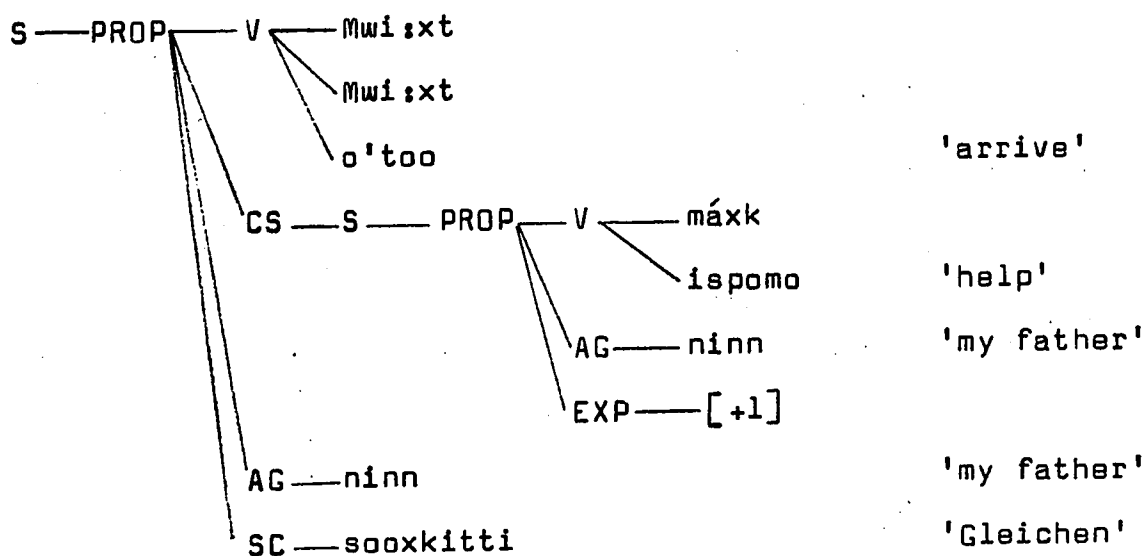 S PROP V Mwi:xt
Mwi:xt
o'too 'arrive'
CS S PROP V máxk
ispomo 'help'
AG ninn 'my father'
EXP [+1]
AG ninn 'my father'
SC sooxkitti 'Gleichen'